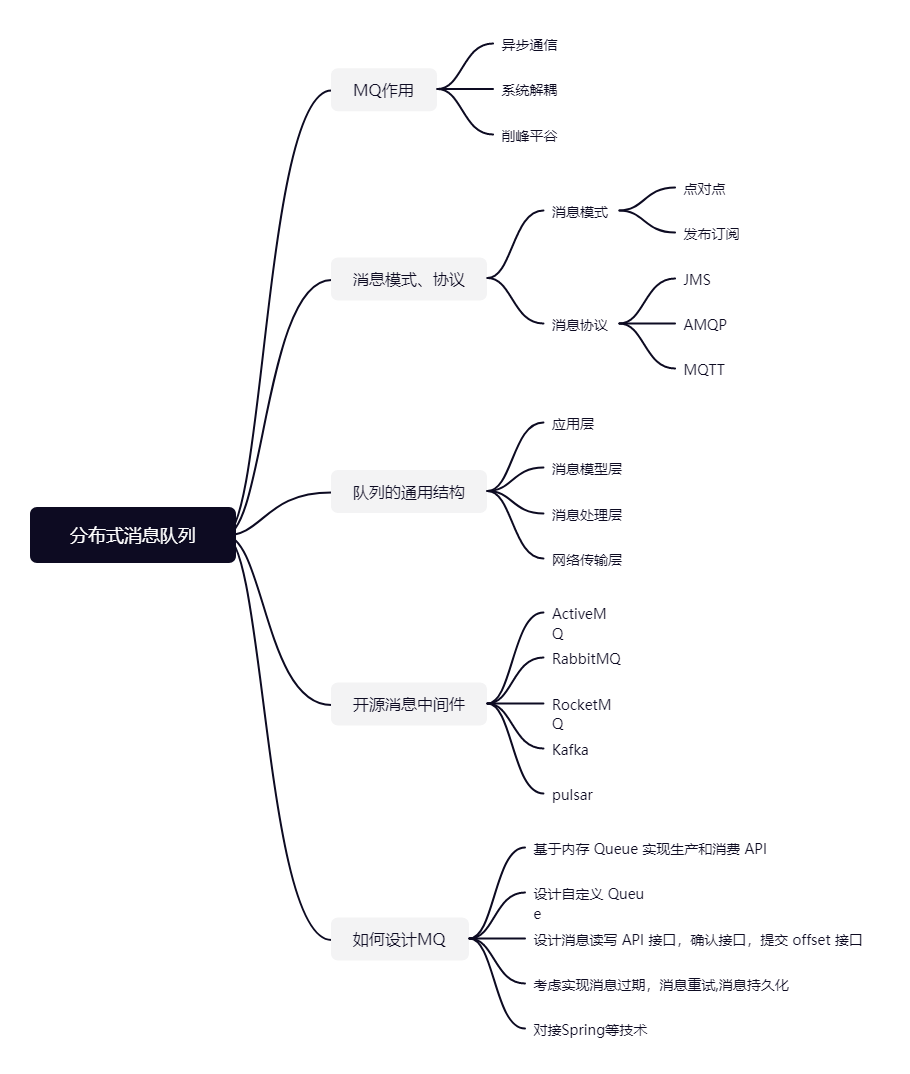 分布式消息队列
MQ作用
异步通信
系统解耦
削峰平谷
消息模式、协议
消息模式
点对点
发布订阅
消息协议
JMS
AMQP
MQTT
队列的通用结构
应用层
消息模型层
消息处理层
网络传输层
开源消息中间件
ActiveM
Q
RabbitMQ
RocketM
Q
Kafka
pulsar
如何设计MQ
基于内存 Queue 实现生产和消费 API
设计自定义 Queu
e
设计消息读写 API 接口，确认接口，提交 offset 接口
考虑实现消息过期，消息重试,消息持久化
对接Spring等技术